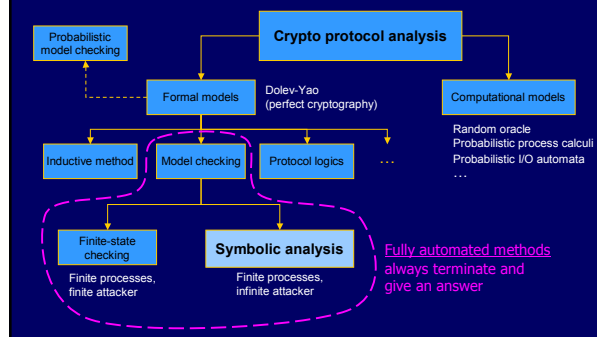 Crypto protocol analysis
Probabilistic
model checking
Formal models
Dolev-Yao
(perfect cryptography)
Computational models
Random oracle
Probabilistic process calculi
Probabilistic I/O automata
…
Inductive method
Model checking
Protocol logics
…
Finite-state
checking
Finite processes,
finite attacker
Symbolic analysis
Finite processes,
infinite attacker
Fully automated methods
always terminate and
give an answer